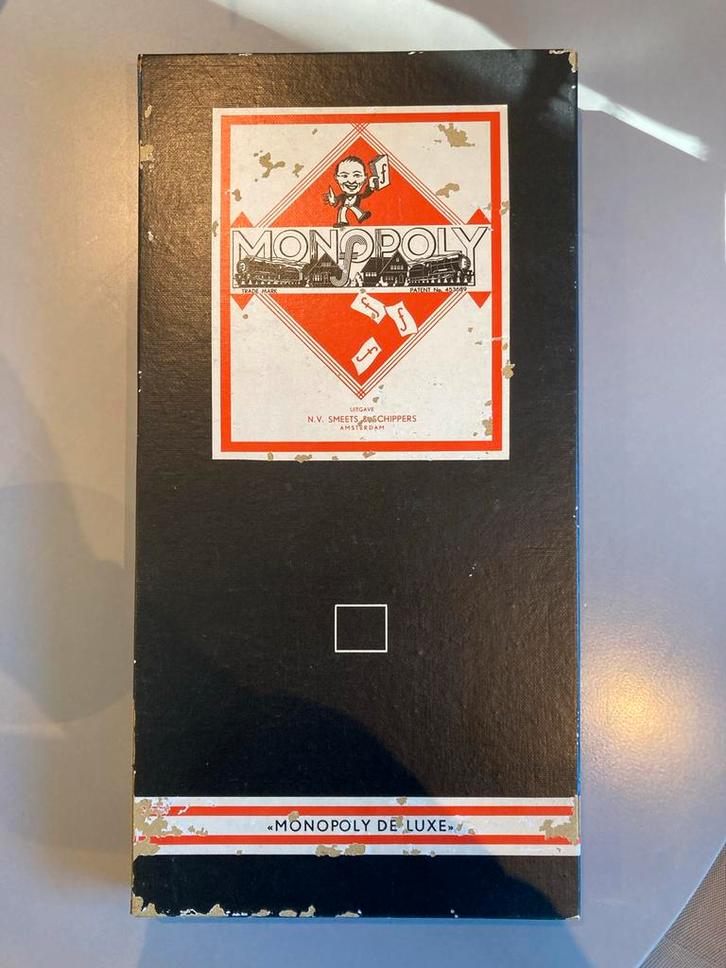 MONOPOLY
TRADE MARK PATENT No. 453689
f
f
f
UITGAVE
N.V. SMEETS & SCHIPPERS
AMSTERDAM
«MONOPOLY DE LUXE»